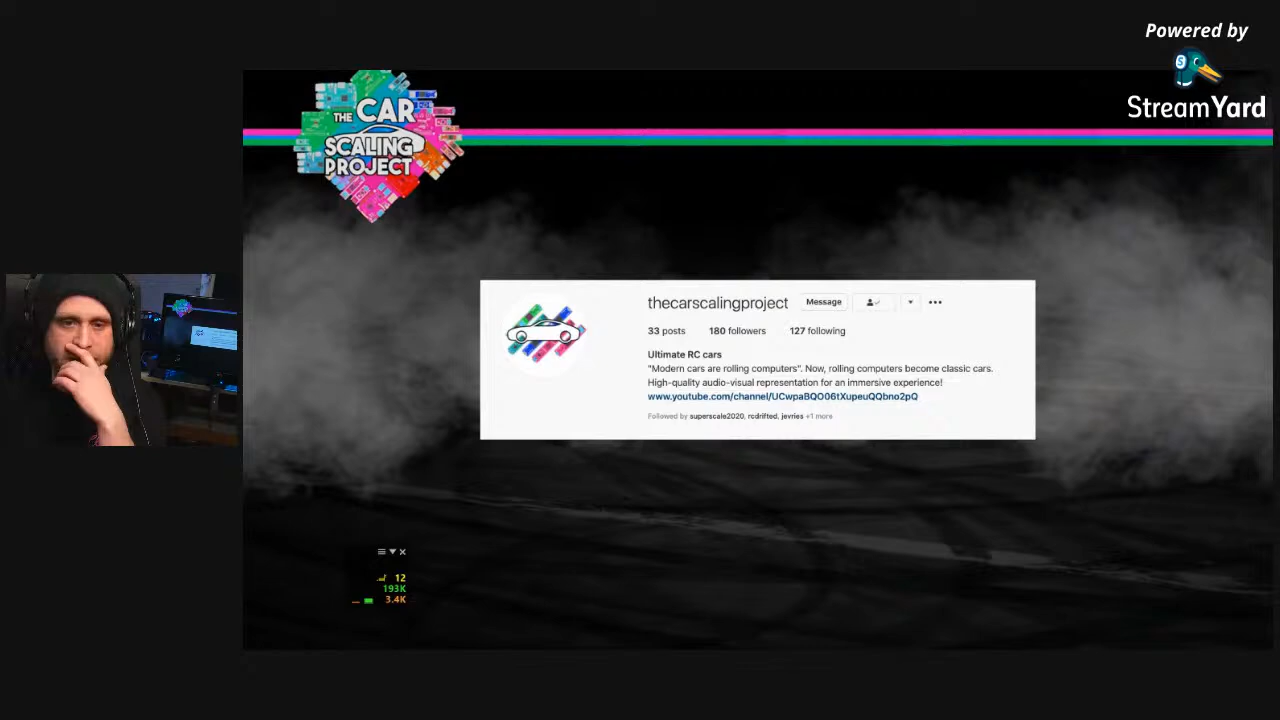 Powered by
StreamYard
THE CAR
SCALING
PROJECT
thecarscalingproject Message
33 posts 180 followers 127 following
Ultimate RC cars
"Modern cars are rolling computers". Now, rolling computers become classic cars.
High-quality audio-visual representation for an immersive experience!
www.youtube.com/channel/UCwpaBQO06tXupeuQQbno2pQ
Followed by superscale2020, rcdrifted, jevries +1 more
12
193K
3.4K